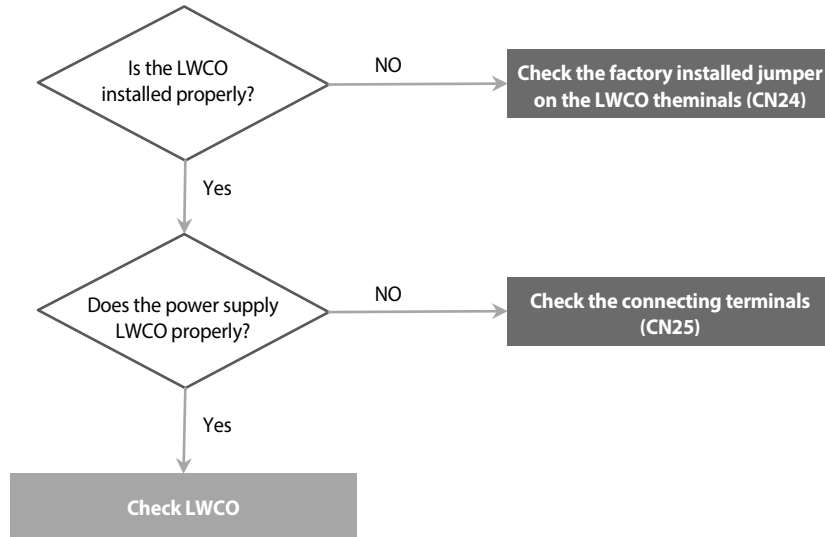 Is the LWCO
installed properly?
NO
Check the factory installed jumper
on the LWCO theminals (CN24)
Yes
Does the power supply
LWCO properly?
NO
Check the connecting terminals
(CN25)
Yes
Check LWCO